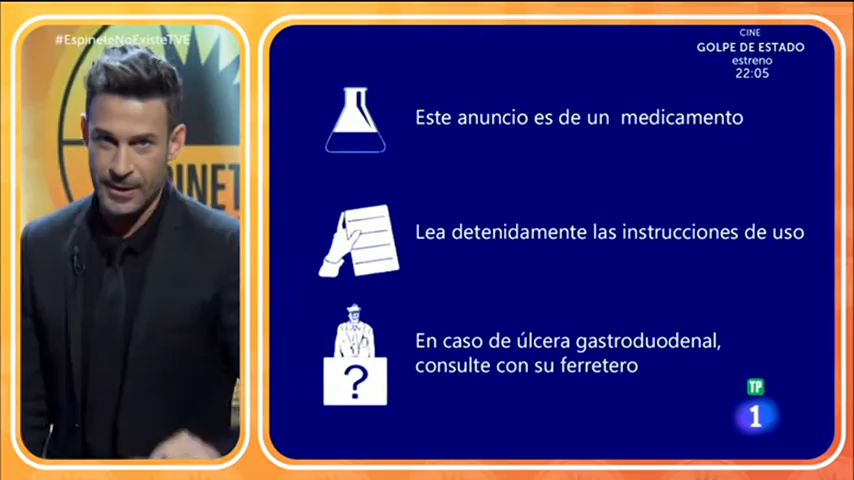 #EspineteNoExisteTVE
CINE
GOLPE DE ESTADO
estreno
22:05
PINET
Este anuncio es de un medicamento
Lea detenidamente las instrucciones de uso
En caso de úlcera gastroduodenal,
consulte con su ferretero
?
TP
1